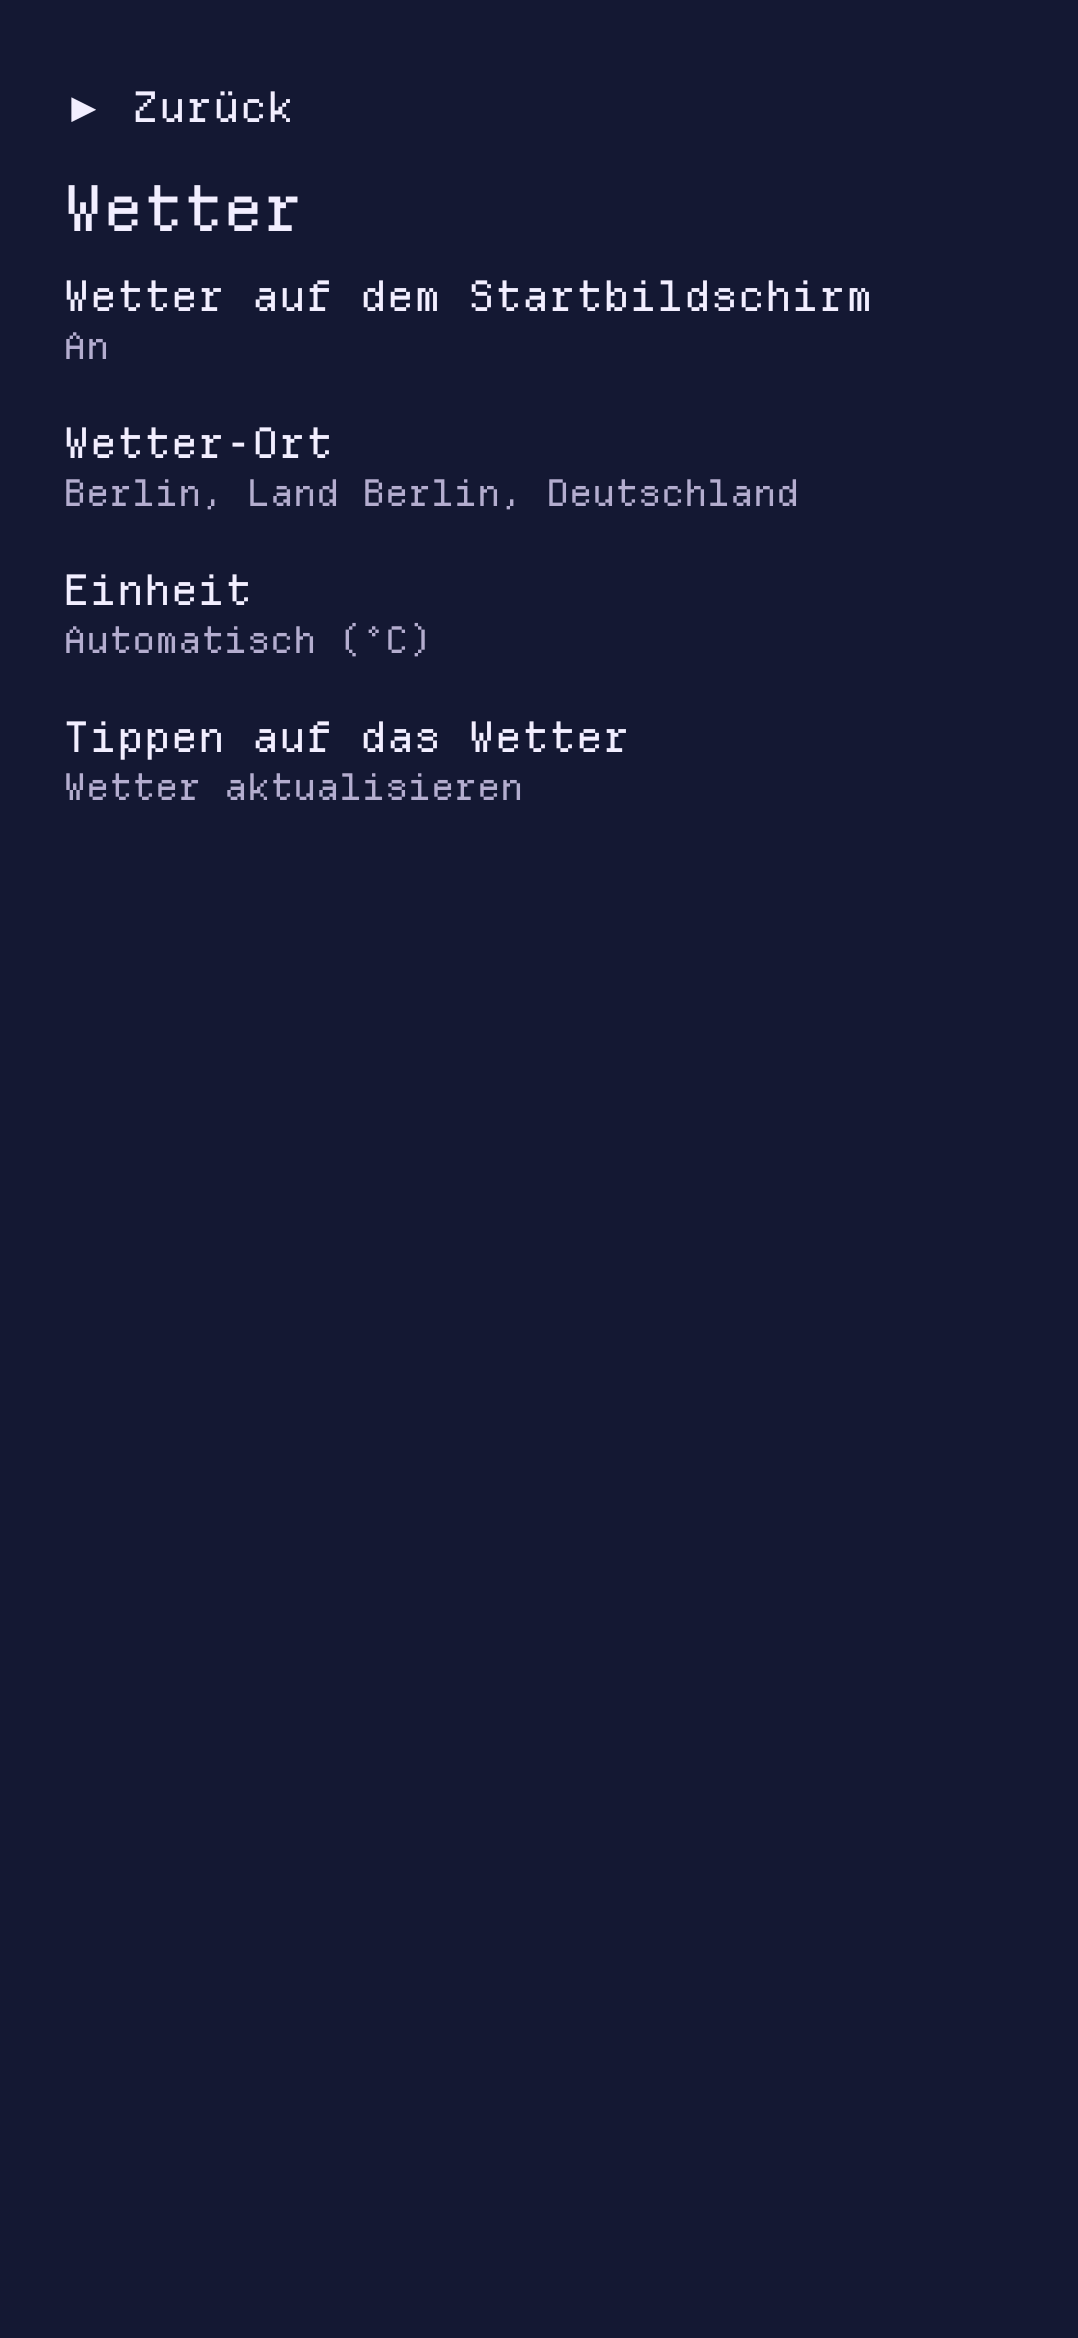 ► Zurück
Wetter
Wetter auf dem Startbildschirm
An
Wetter-Ort
Berlin, Land Berlin, Deutschland
Einheit
Automatisch (°C)
Tippen auf das Wetter
Wetter aktualisieren